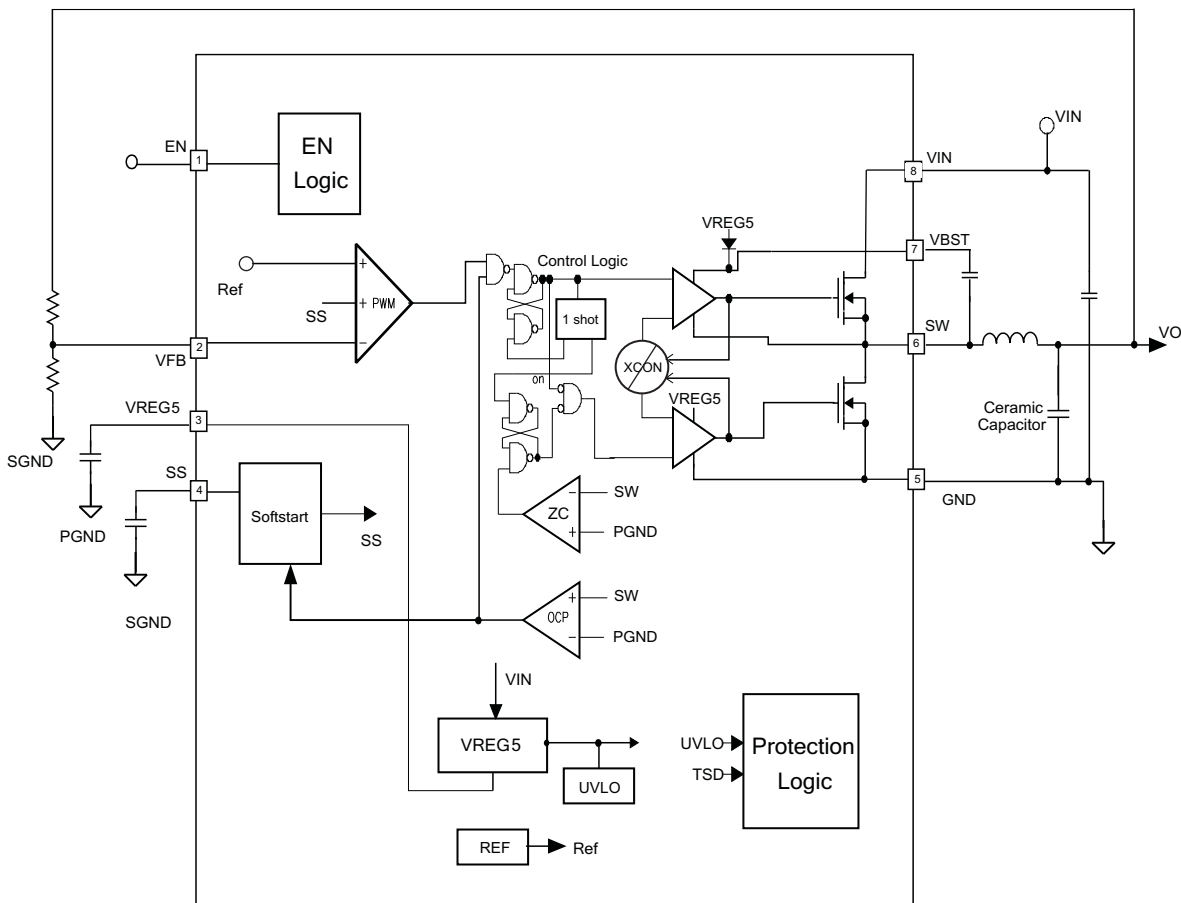 VIN
EN
1
EN
Logic
8
VIN
VREG5
7
VBST
Control Logic
Ref
+
+
−
PWM
SS
1 shot
SW
6
VO
VFB
2
XCON
on
VREG5
VREG5
3
Ceramic
Capacitor
SGND
SS
4
5
GND
Softstart
SS
PGND
ZC
−
+
SW
PGND
SGND
OCP
+
−
SW
PGND
VIN
VREG5
UVLO
UVLO
TSD
Protection
Logic
REF
Ref